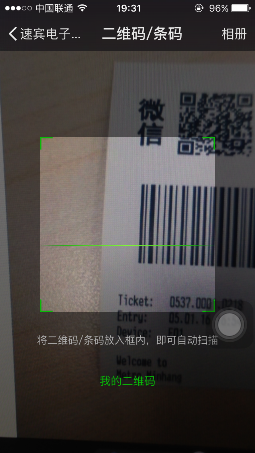 中国联通 19:31 96%
速宾电子... 二维码/条码 相册
微
信
Ticket:
Entry:
将二维码/条码放入框内，即可自动扫描
Welcome to
我的二维码